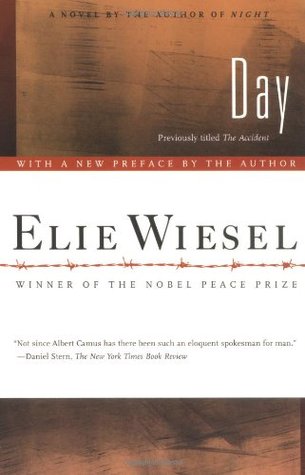 A NOVEL BY THE AUTHOR OF NIGHT
Day
Previously titled The Accident
WITH A NEW PREFACE BY THE AUTHOR
ELIE WIESEL
WINNER OF THE NOBEL PEACE PRIZE
"Not since Albert Camus has there been such an eloquent spokesman for man."
—Daniel Stern, The New York Times Book Review